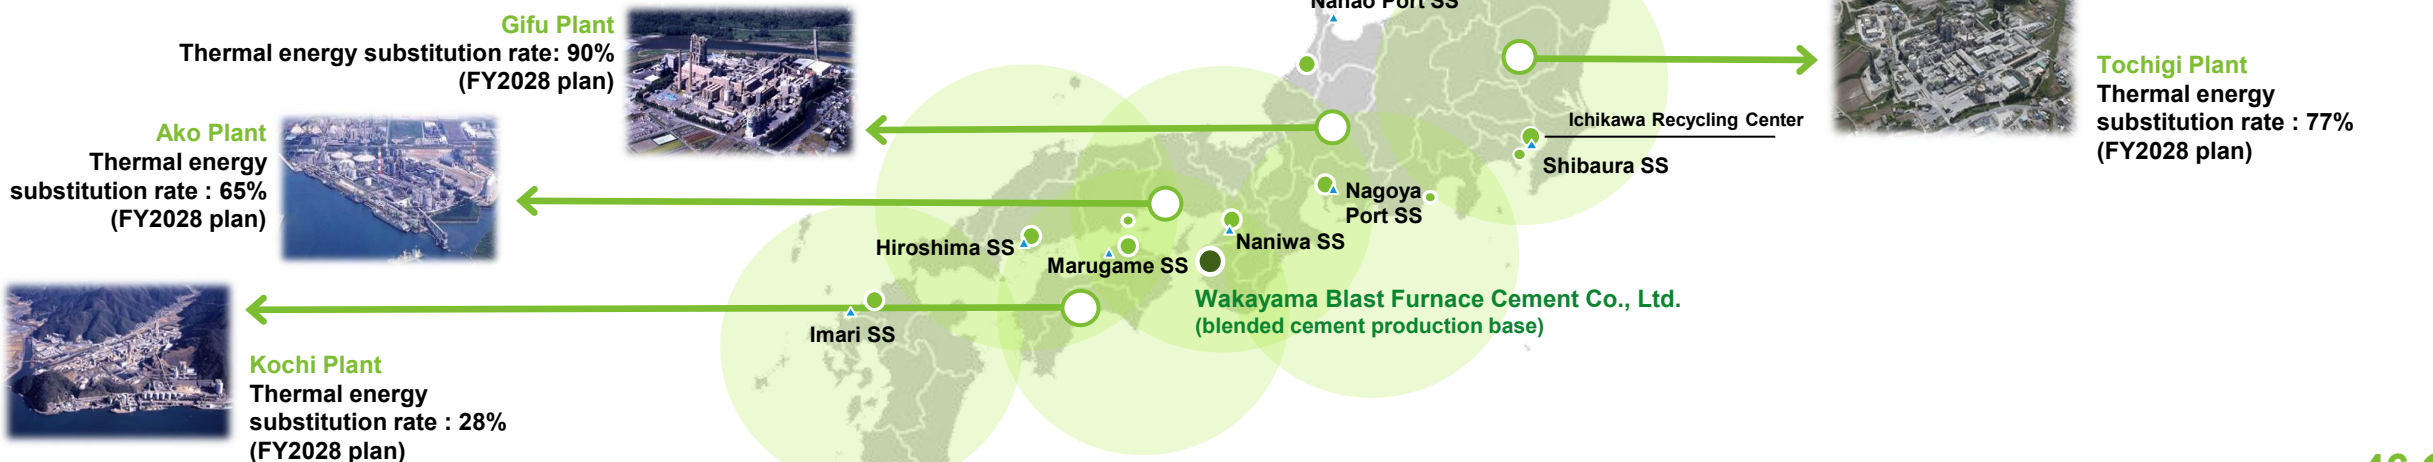 Nanao Port SS
Gifu Plant
Thermal energy substitution rate: 90%
(FY2028 plan)
Ako Plant
Thermal energy
substitution rate : 65%
(FY2028 plan)
Tochigi Plant
Thermal energy
substitution rate : 77%
(FY2028 plan)
Ichikawa Recycling Center
Shibaura SS
Nagoya
Port SS
Naniwa SS
Hiroshima SS
Marugame SS
Wakayama Blast Furnace Cement Co., Ltd.
(blended cement production base)
Imari SS
Kochi Plant
Thermal energy
substitution rate : 28%
(FY2028 plan)